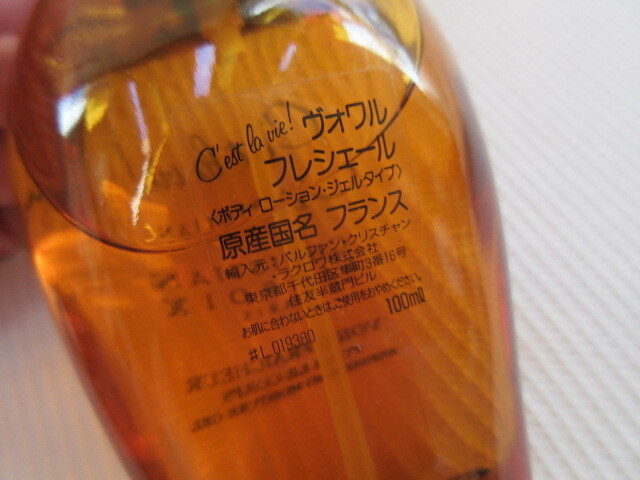 C'est la vie! ヴォワル
フレシェール
〈ボディ ローション・ジェルタイプ〉
原産国名 フランス
輸入元：パルファン・クリスチャン
ラクロワ株式会社
東京都千代田区隼町3番16号
住友半蔵門ビル
お肌に合わないときは、ご使用をおやめください。
100ml
#L019380